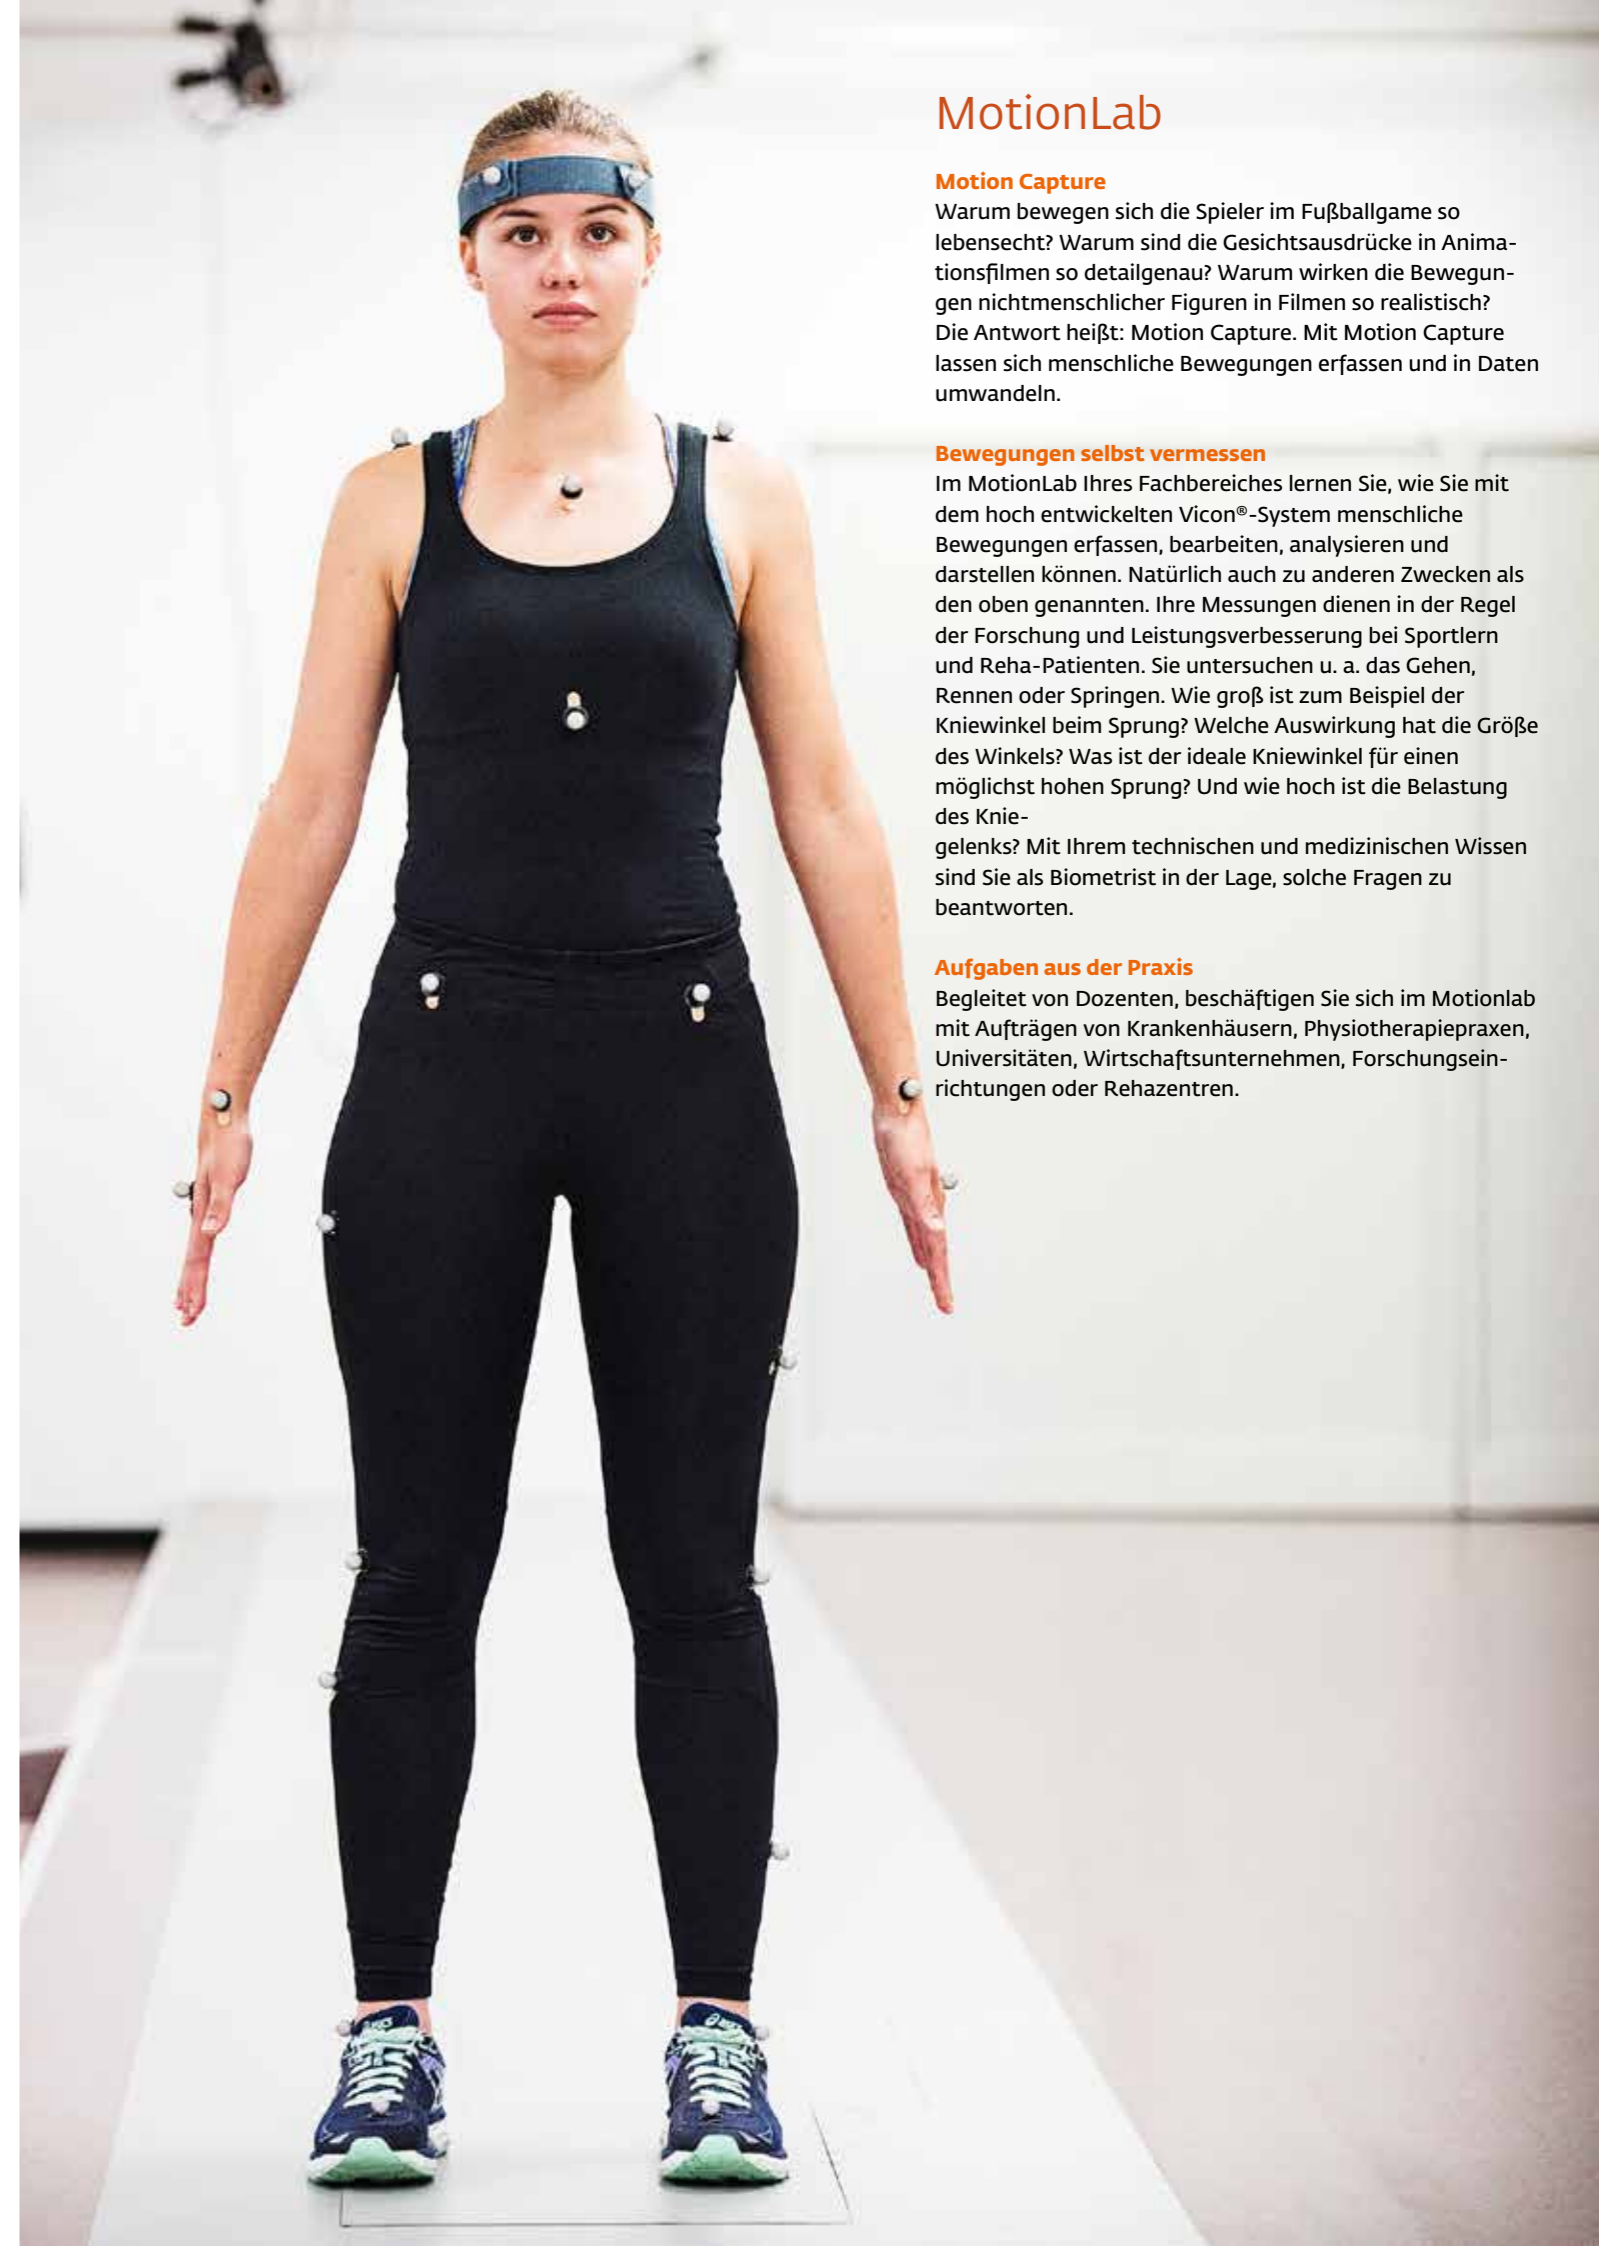 MotionLab
Motion Capture
Warum bewegen sich die Spieler im Fußballgame so
lebensecht? Warum sind die Gesichtsausdrücke in Anima-
tionsfilmen so detailgenau? Warum wirken die Bewegun-
gen nichtmenschlicher Figuren in Filmen so realistisch?
Die Antwort heißt: Motion Capture. Mit Motion Capture
lassen sich menschliche Bewegungen erfassen und in Daten
umwandeln.
Bewegungen selbst vermessen
Im MotionLab Ihres Fachbereiches lernen Sie, wie Sie mit
dem hoch entwickelten Vicon®-System menschliche
Bewegungen erfassen, bearbeiten, analysieren und
darstellen können. Natürlich auch zu anderen Zwecken als
den oben genannten. Ihre Messungen dienen in der Regel
der Forschung und Leistungsverbesserung bei Sportlern
und Reha-Patienten. Sie untersuchen u. a. das Gehen,
Rennen oder Springen. Wie groß ist zum Beispiel der
Kniewinkel beim Sprung? Welche Auswirkung hat die Größe
des Winkels? Was ist der ideale Kniewinkel für einen
möglichst hohen Sprung? Und wie hoch ist die Belastung
des Knie-
gelenks? Mit Ihrem technischen und medizinischen Wissen
sind Sie als Biometrist in der Lage, solche Fragen zu
beantworten.
Aufgaben aus der Praxis
Begleitet von Dozenten, beschäftigen Sie sich im Motionlab
mit Aufträgen von Krankenhäusern, Physiotherapiepraxen,
Universitäten, Wirtschaftsunternehmen, Forschungsein-
richtungen oder Rehazentren.